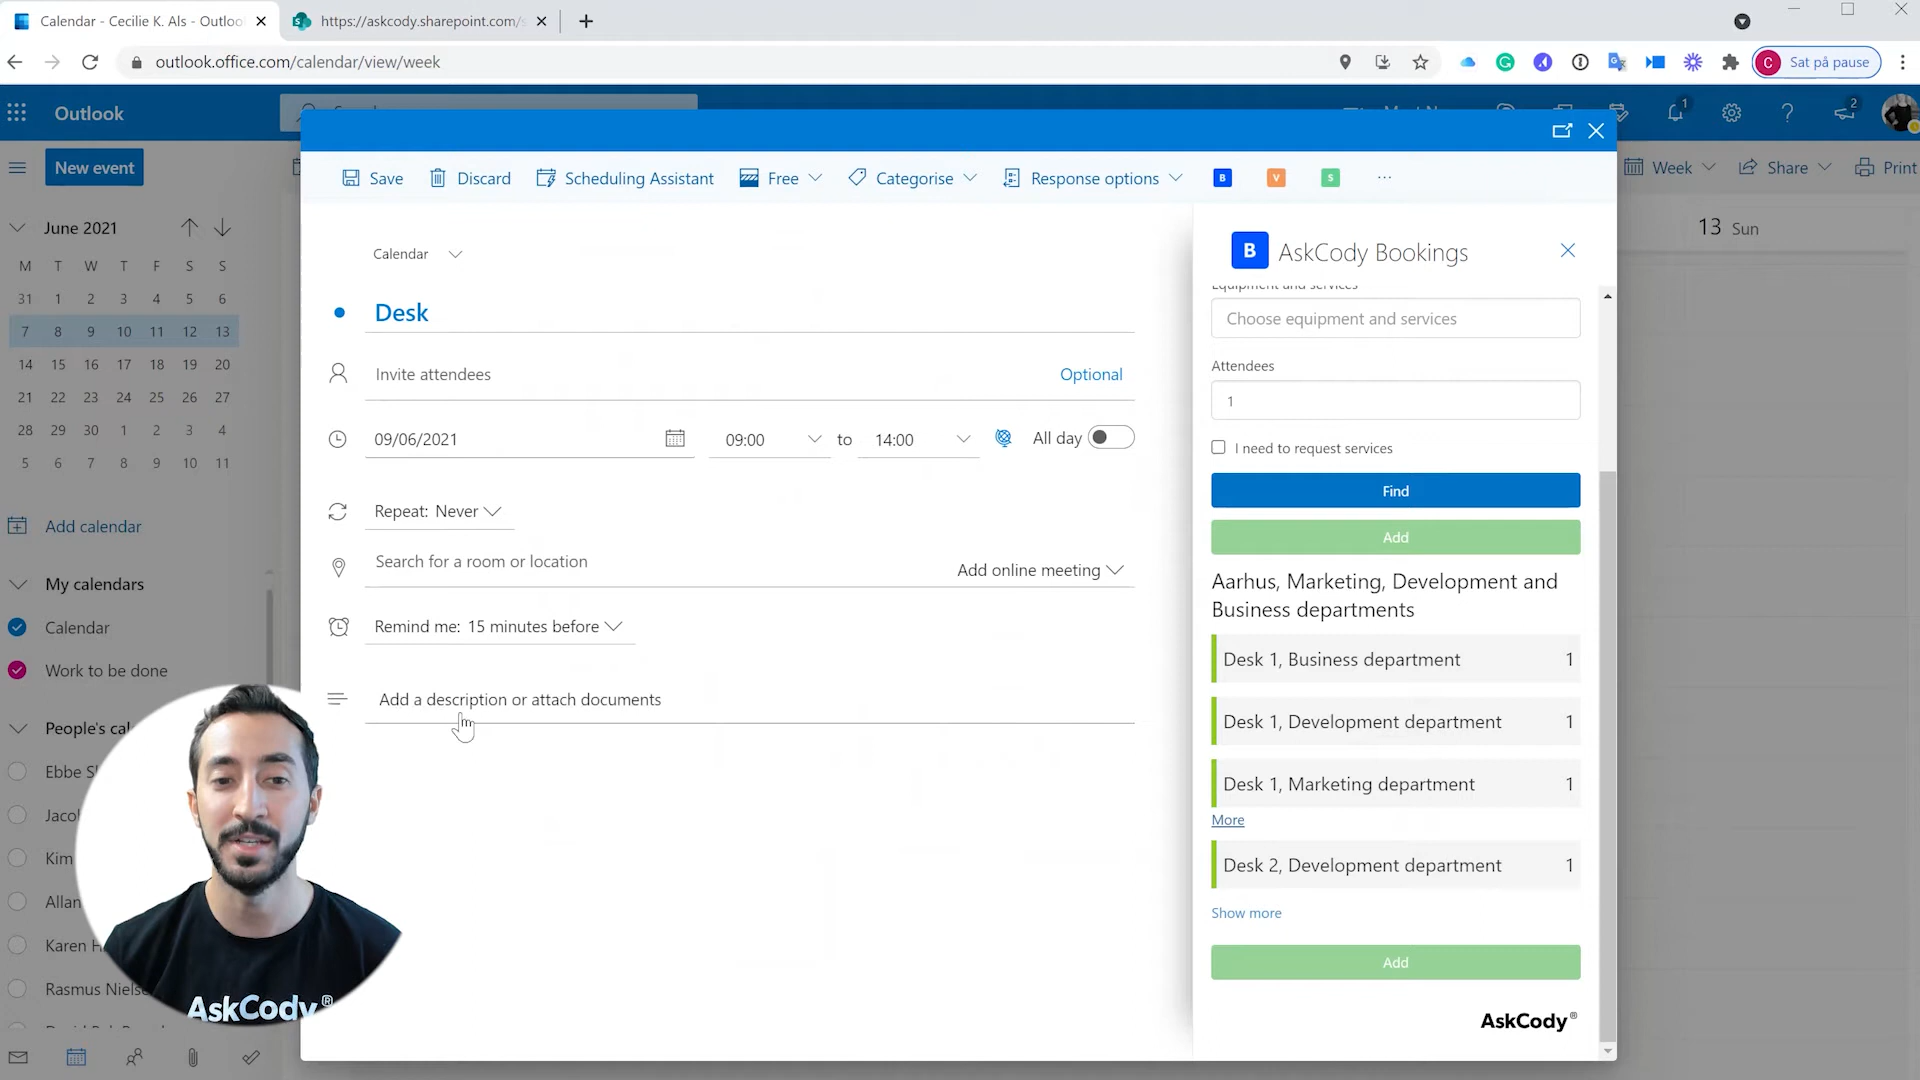 Calendar - Cecilie K. Als - Outloo
https://askcody.sharepoint.com/s
outlook.office.com/calendar/view/week
Sat på pause
Outlook
1
2
New event
Week
Share
Print
Save
Discard
Scheduling Assistant
Free
Categorise
Response options
B
V
S
June 2021
M T W T F S S
31 1 2 3 4 5 6
7 8 9 10 11 12 13
14 15 16 17 18 19 20
21 22 23 24 25 26 27
28 29 30 1 2 3 4
5 6 7 8 9 10 11
Add calendar
My calendars
Calendar
Work to be done
People's cal
Ebbe
Jaco
Kim
Allan
Karen H
Rasmus Nielse
Calendar
Desk
Invite attendees
Optional
09/06/2021
09:00
to
14:00
All day
Repeat: Never
Search for a room or location
Add online meeting
Remind me: 15 minutes before
Add a description or attach documents
AskCody®
B
AskCody Bookings
Equipment and services
Choose equipment and services
Attendees
1
I need to request services
Find
Add
Aarhus, Marketing, Development and
Business departments
Desk 1, Business department 1
Desk 1, Development department 1
Desk 1, Marketing department 1
More
Desk 2, Development department 1
Show more
Add
AskCody®
13 Sun